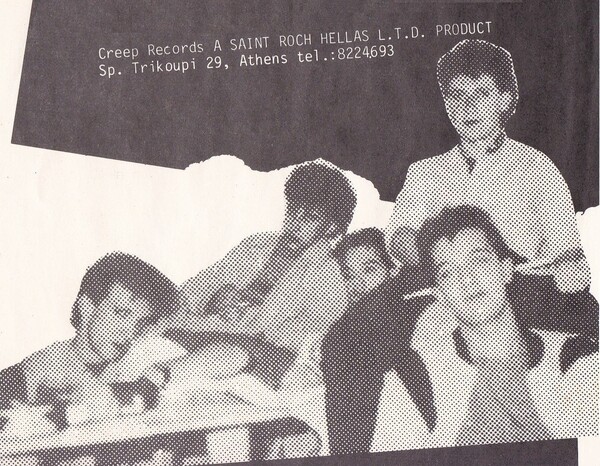 Creep Records A SAINT ROCH HELLAS L.T.D. PRODUCT
Sp. Trikoupi 29, Athens tel.:8224693